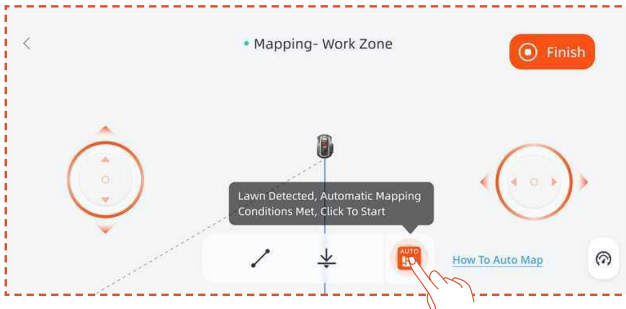 Mapping- Work Zone
Finish
Lawn Detected, Automatic Mapping
Conditions Met, Click To Start
AUTO
How To Auto Map